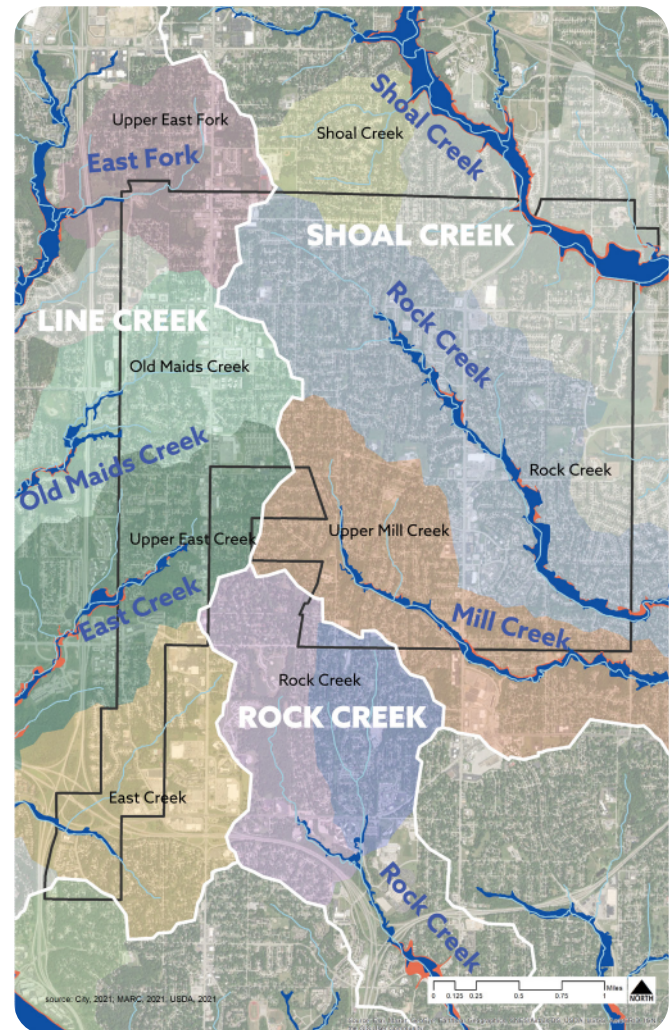 Upper East Fork
East Fork
Shoal Creek
Shoal Creek
SHOAL CREEK
Rock Creek
LINE CREEK
Old Maids Creek
Old Maids Creek
Rock Creek
Upper East Creek
Upper Mill Creek
East Creek
Mill Creek
Rock Creek
ROCK CREEK
East Creek
Rock Creek
source: City, 2021; MARC, 2021, USDA, 2021
0 0.125 0.25 0.5 0.75 1 Miles
NORTH